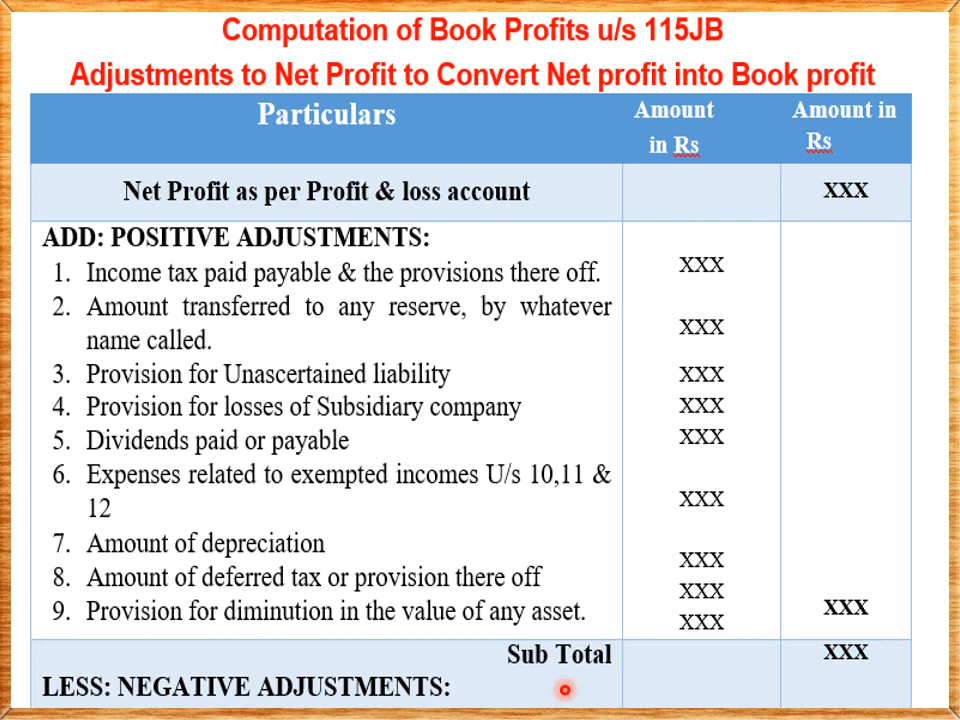 Computation of Book Profits u/s 115JB
Adjustments to Net Profit to Convert Net profit into Book profit
Particulars Amount in Rs Amount in Rs
Net Profit as per Profit & loss account XXX
ADD: POSITIVE ADJUSTMENTS:
1. Income tax paid payable & the provisions there off. XXX
2. Amount transferred to any reserve, by whatever
name called. XXX
3. Provision for Unascertained liability XXX
4. Provision for losses of Subsidiary company XXX
5. Dividends paid or payable XXX
6. Expenses related to exempted incomes U/s 10,11 &
12 XXX
7. Amount of depreciation XXX
8. Amount of deferred tax or provision there off XXX
9. Provision for diminution in the value of any asset. XXX XXX
Sub Total XXX
LESS: NEGATIVE ADJUSTMENTS: